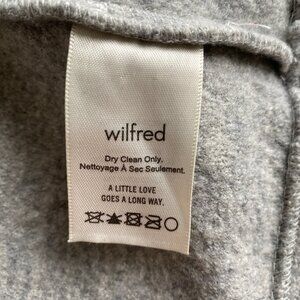 wilfred
Dry Clean Only.
Nettoyage À Sec Seulement.
A LITTLE LOVE
GOES A LONG WAY.